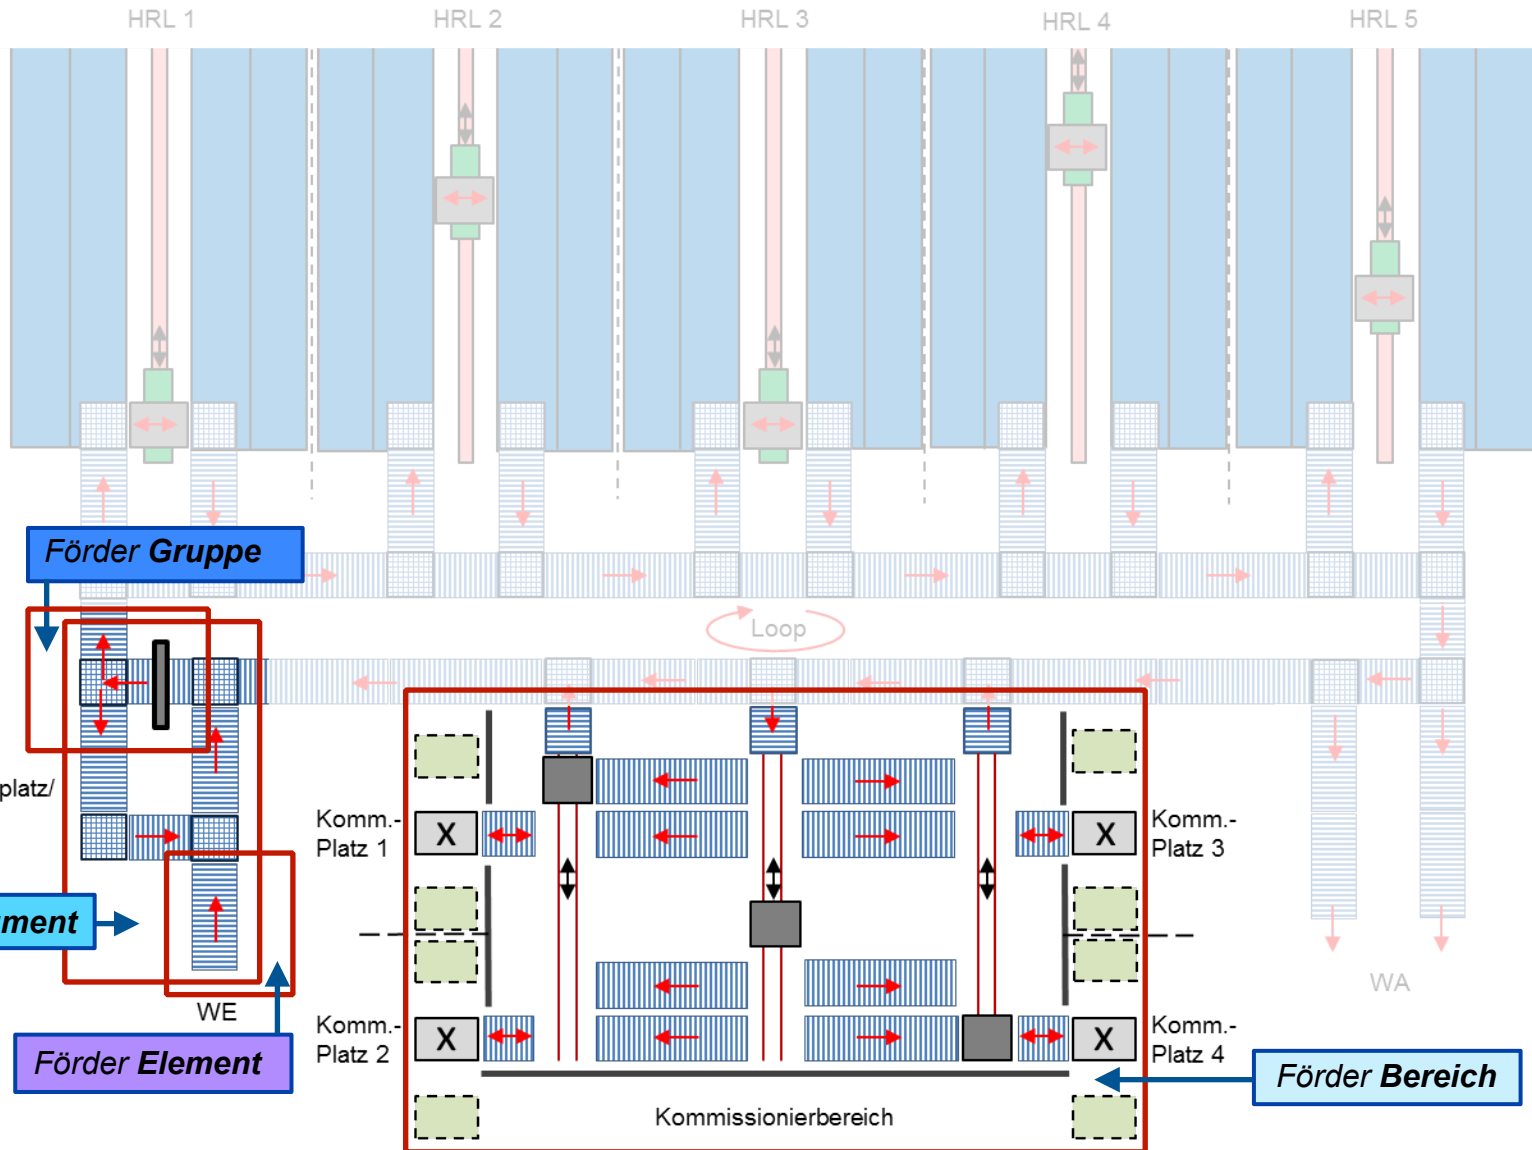 HRL 1
HRL 2
HRL 3
HRL 4
HRL 5
Förder Gruppe
Loop
platz/
Komm.-
Platz 1
X
X
Komm.-
Platz 3
ment
WE
WA
Komm.-
Platz 2
X
X
Komm.-
Platz 4
Förder Element
Förder Bereich
Kommissionierbereich